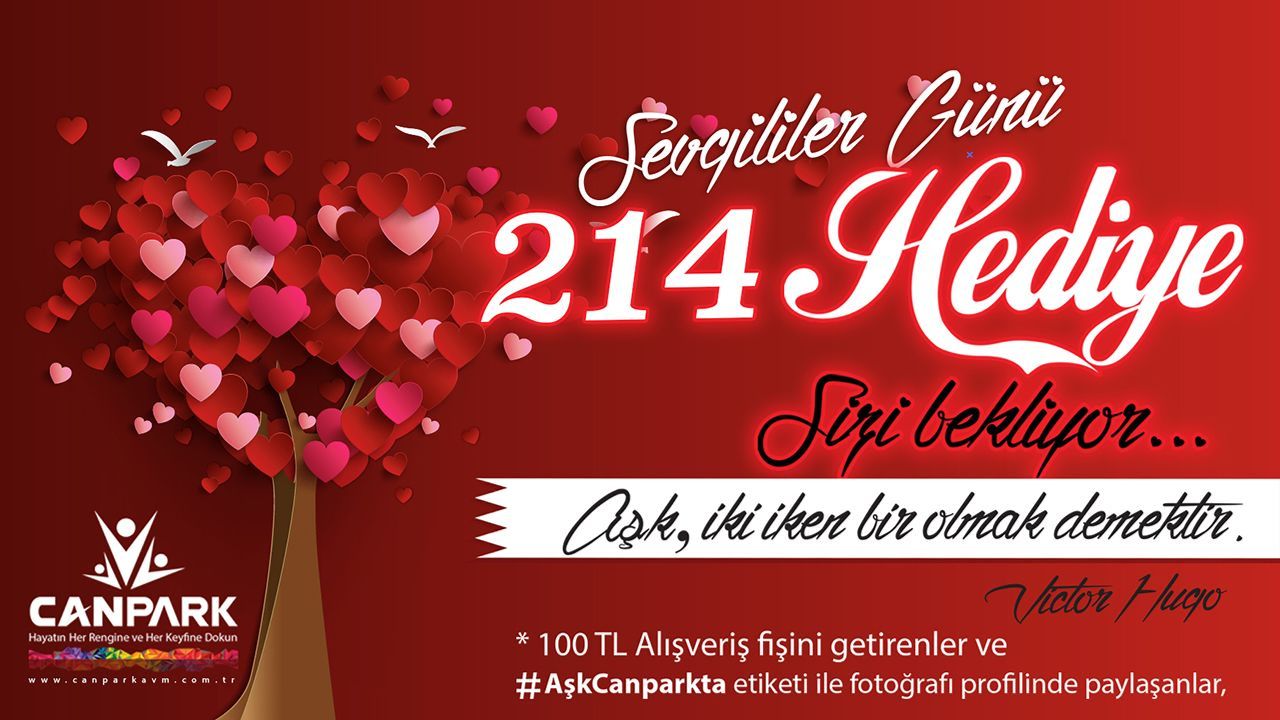 Sevgililer Günü
214 Hediye
Sizi bekliyor...
Aşk, iki iken bir olmak demektir.
Victor Hugo
* 100 TL Alışveriş fişini getirenler ve
#AşkCanparkta etiketi ile fotoğrafı profilinde paylaşanlar,
CANPARK
Hayatın Her Rengine ve Her Keyfine Dokun
www.canparkavm.com.tr